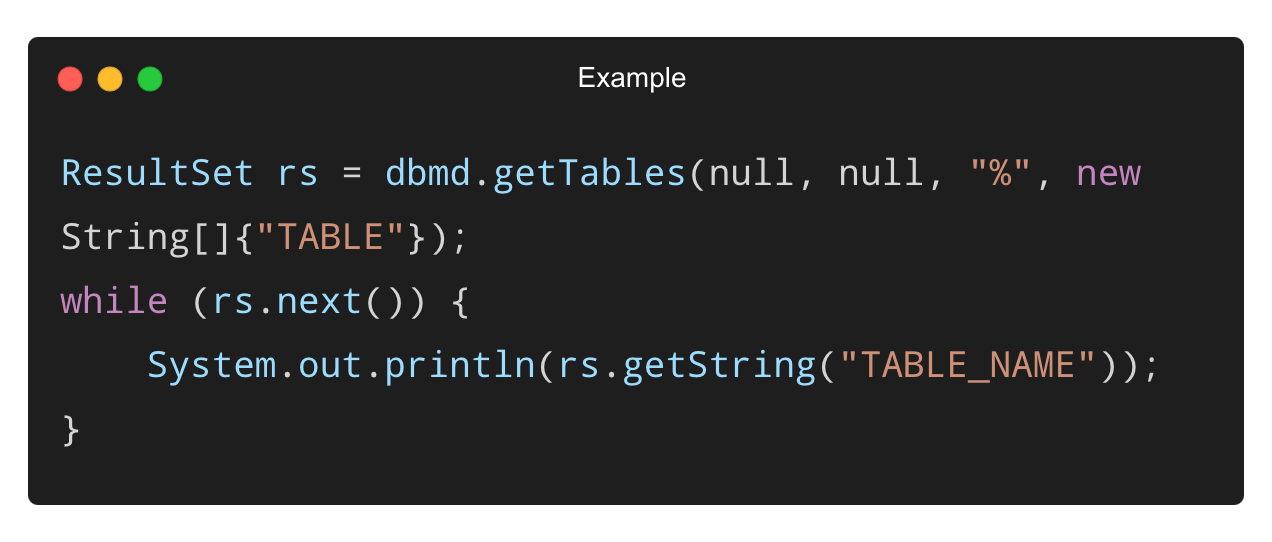 Example
ResultSet rs = dbmd.getTables(null, null, "%", new
String[]{"TABLE"});
while (rs.next()) {
    System.out.println(rs.getString("TABLE_NAME"));
}